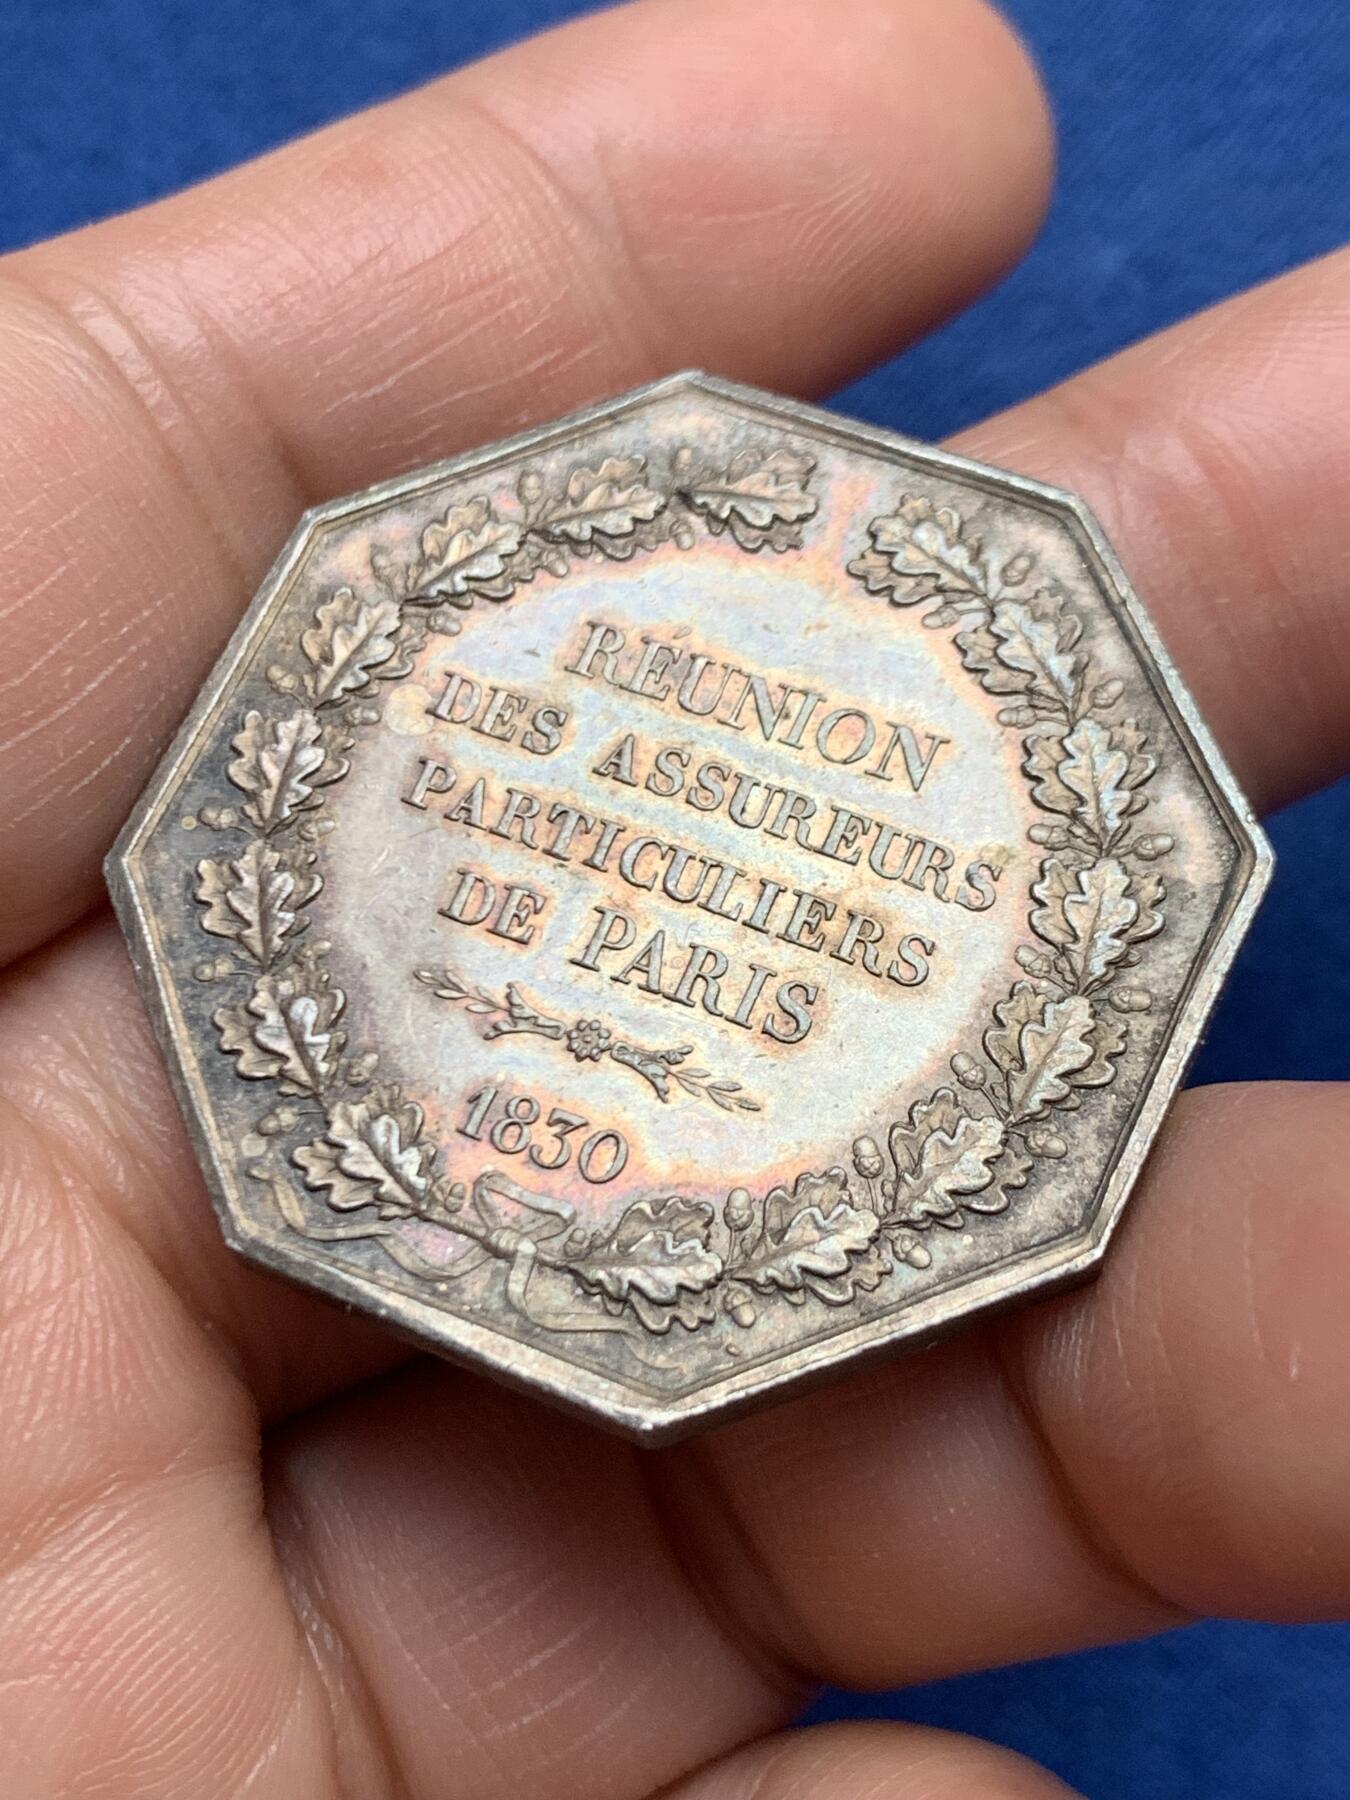 RÉUNION
DES ASSUREURS
PARTICULIERS
DE PARIS
1830